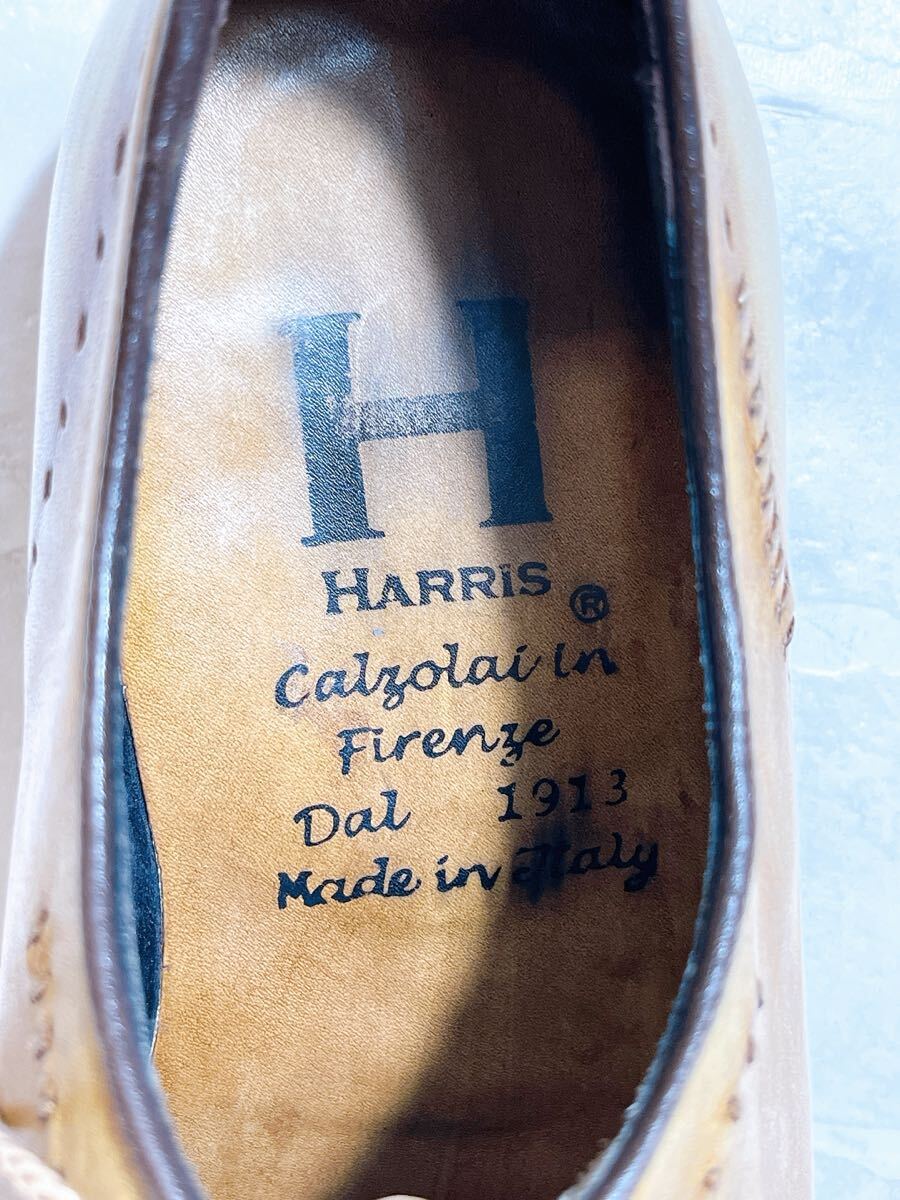 H
HARRIS ®
Calzolai in
Firenze
Dal 1913
Made in Italy